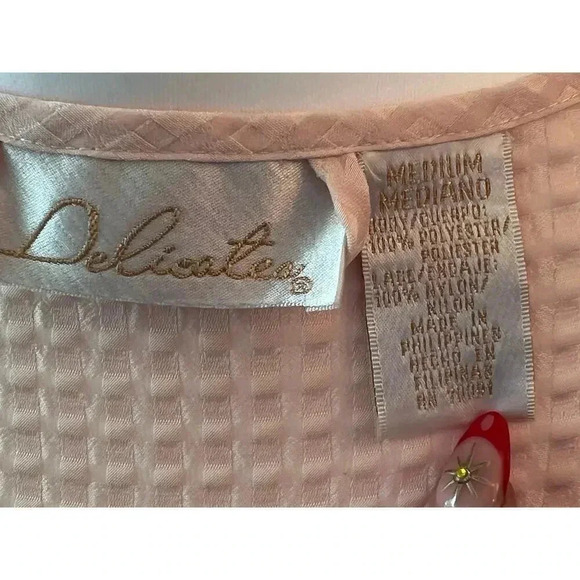 Delicates®
MEDIUM
MEDIANO
BODY/CUERPO:
100% POLYESTER/
POLIESTER
LACE/ENCAJE:
100% NYLON/
NILON
MADE IN
PHILIPPINES
HECHO EN
FILIPINAS
RN